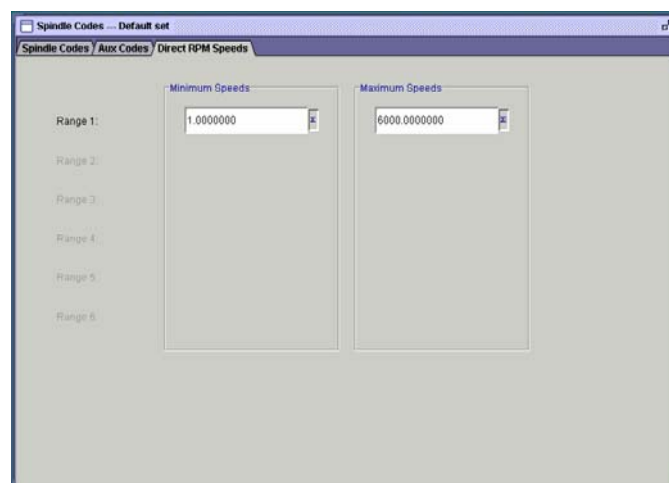 Spindle Codes --- Default set
Spindle Codes Aux Codes Direct RPM Speeds
Minimum Speeds Maximum Speeds
Range 1: 1.0000000 6000.0000000
Range 2:
Range 3:
Range 4:
Range 5:
Range 6: